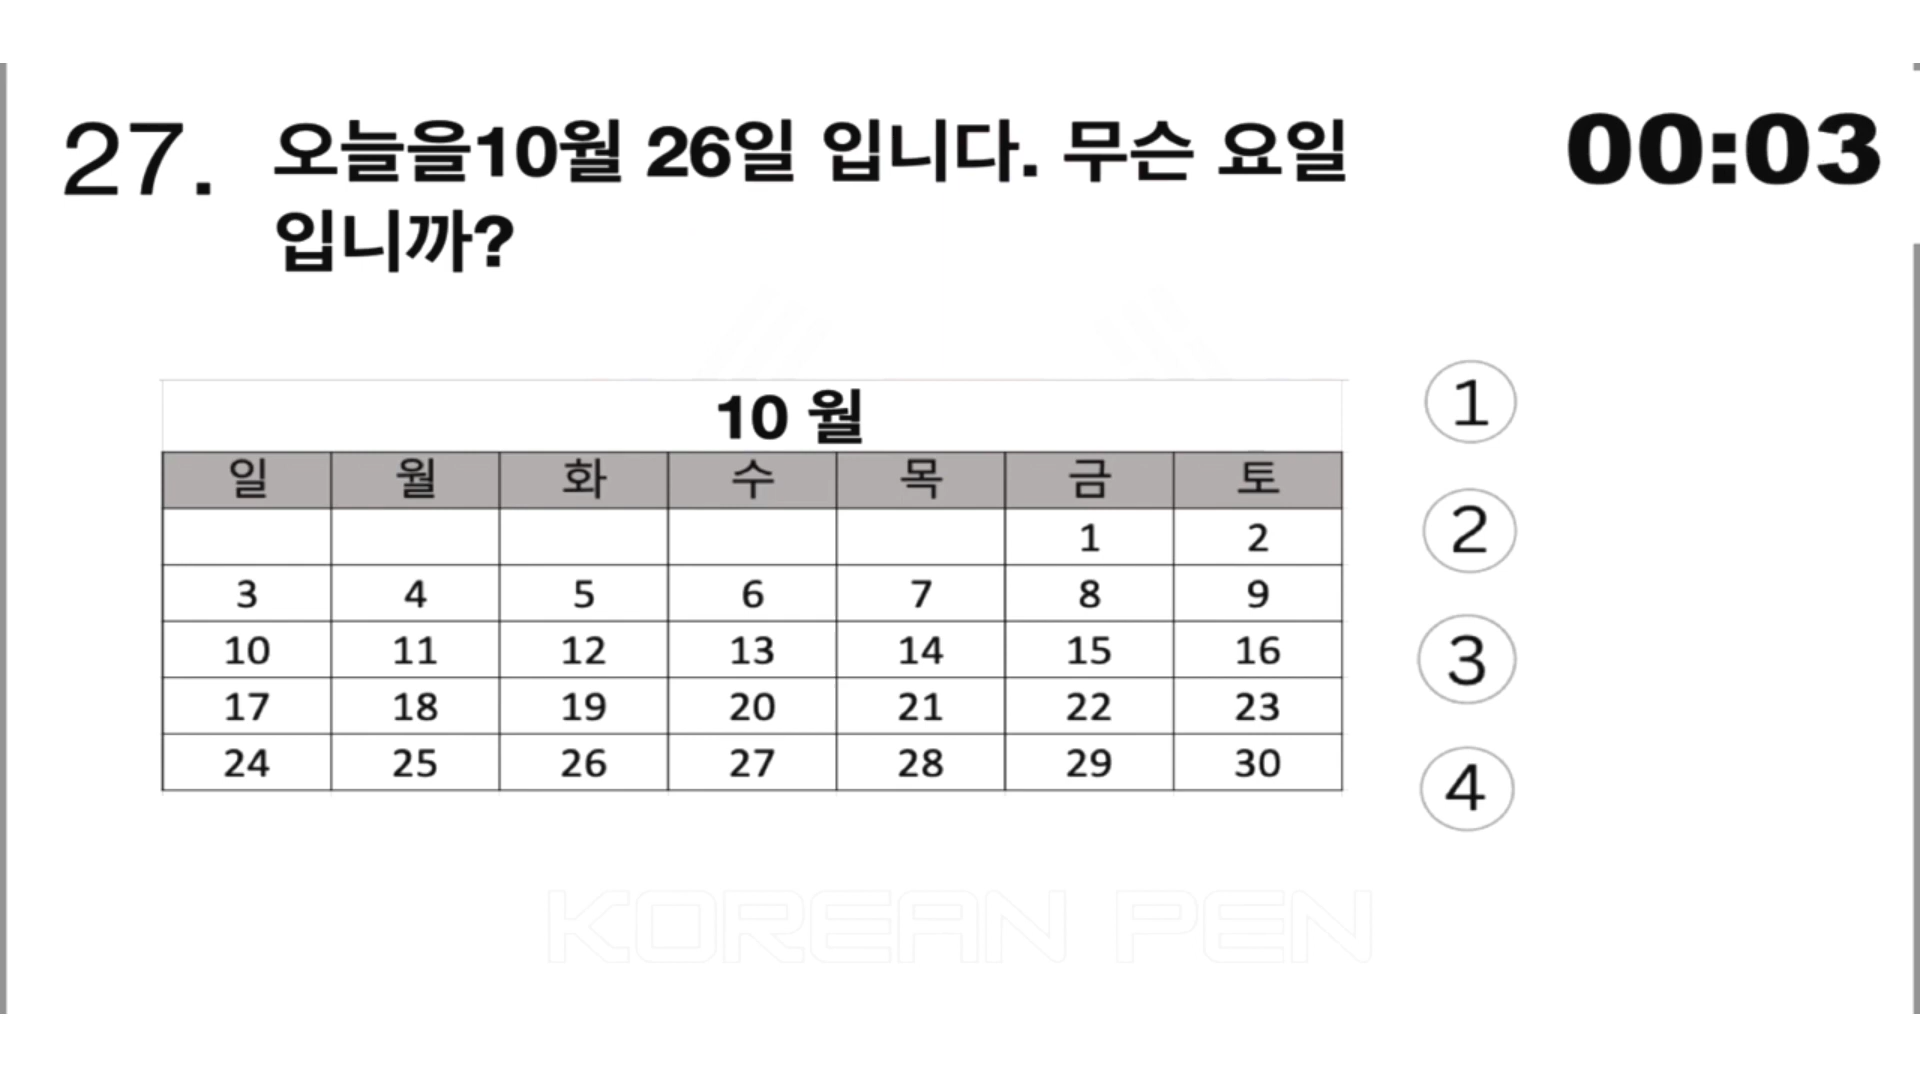 27. 오늘을10월 26일 입니다. 무슨 요일 00:03
입니까?
10 월
일 월 화 수 목 금 토
1 2
3 4 5 6 7 8 9
10 11 12 13 14 15 16
17 18 19 20 21 22 23
24 25 26 27 28 29 30
1
2
3
4
KOREAN PEN